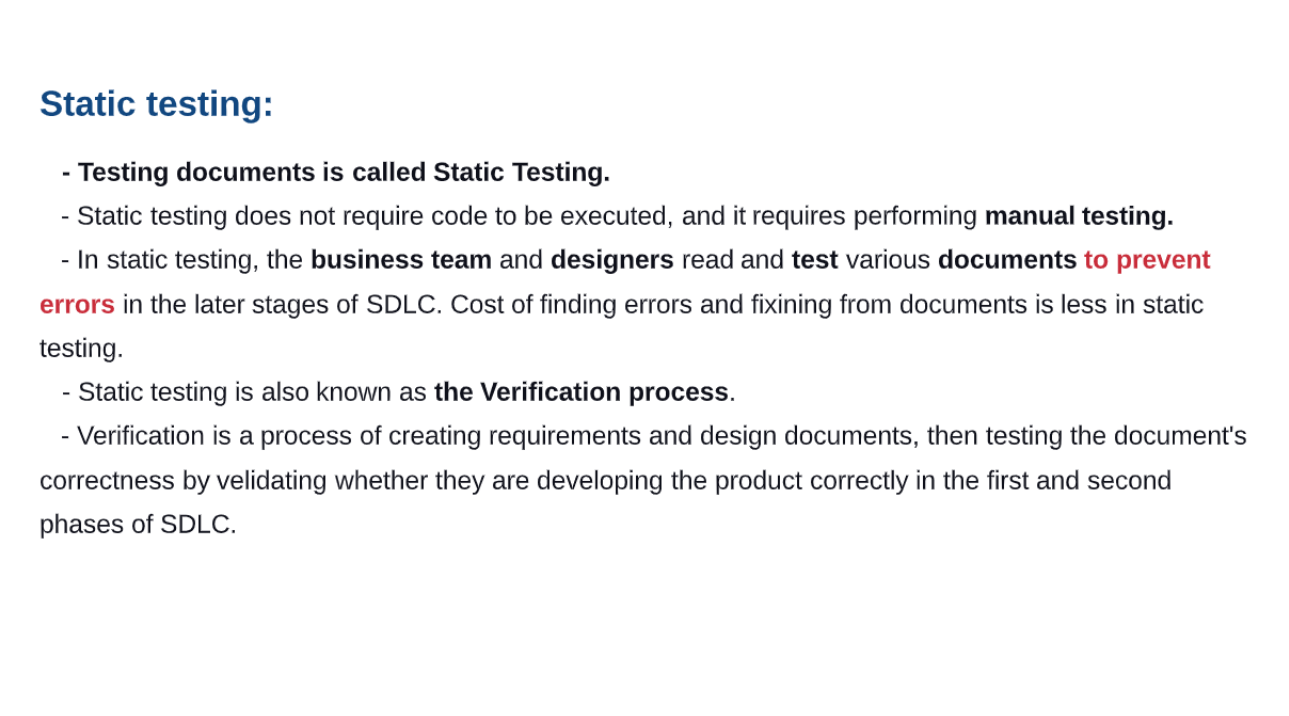 Static testing:
- Testing documents is called Static Testing.
- Static testing does not require code to be executed, and it requires performing manual testing.
- In static testing, the business team and designers read and test various documents to prevent
errors in the later stages of SDLC. Cost of finding errors and fixining from documents is less in static
testing.
- Static testing is also known as the Verification process.
- Verification is a process of creating requirements and design documents, then testing the document's
correctness by velidating whether they are developing the product correctly in the first and second
phases of SDLC.